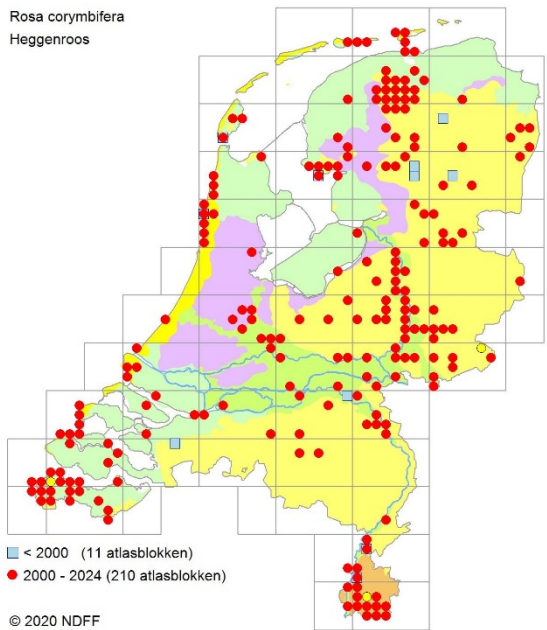 Rosa corymbifera
Heggenroos
< 2000 (11 atlasblokken)
2000 - 2024 (210 atlasblokken)
© 2020 NDFF